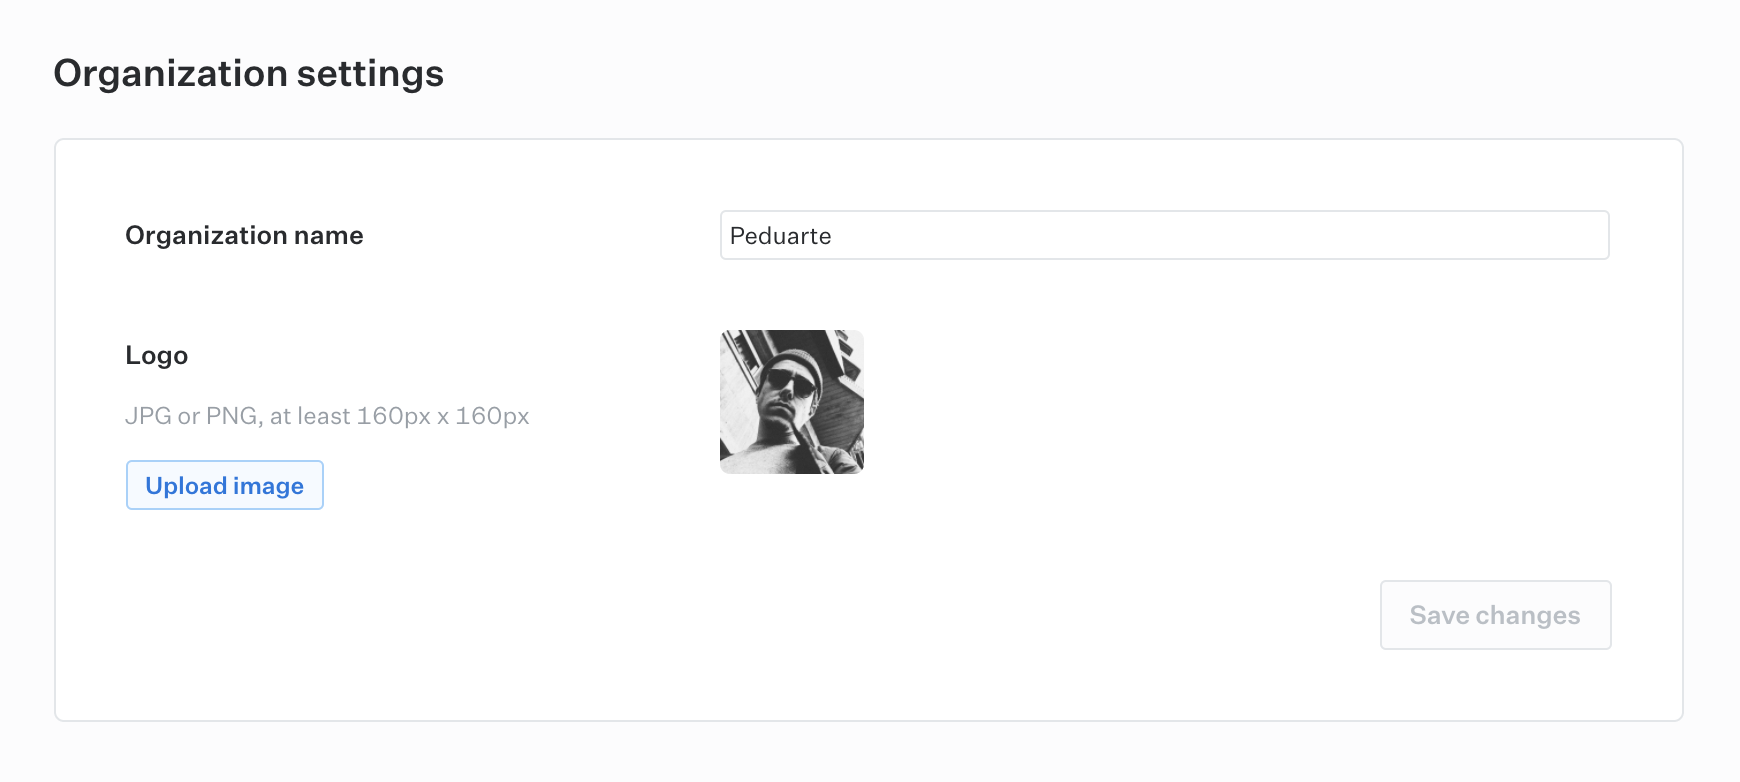 Organization settings
Organization name
Peduarte
Logo
JPG or PNG, at least 160px x 160px
Upload image
Save changes